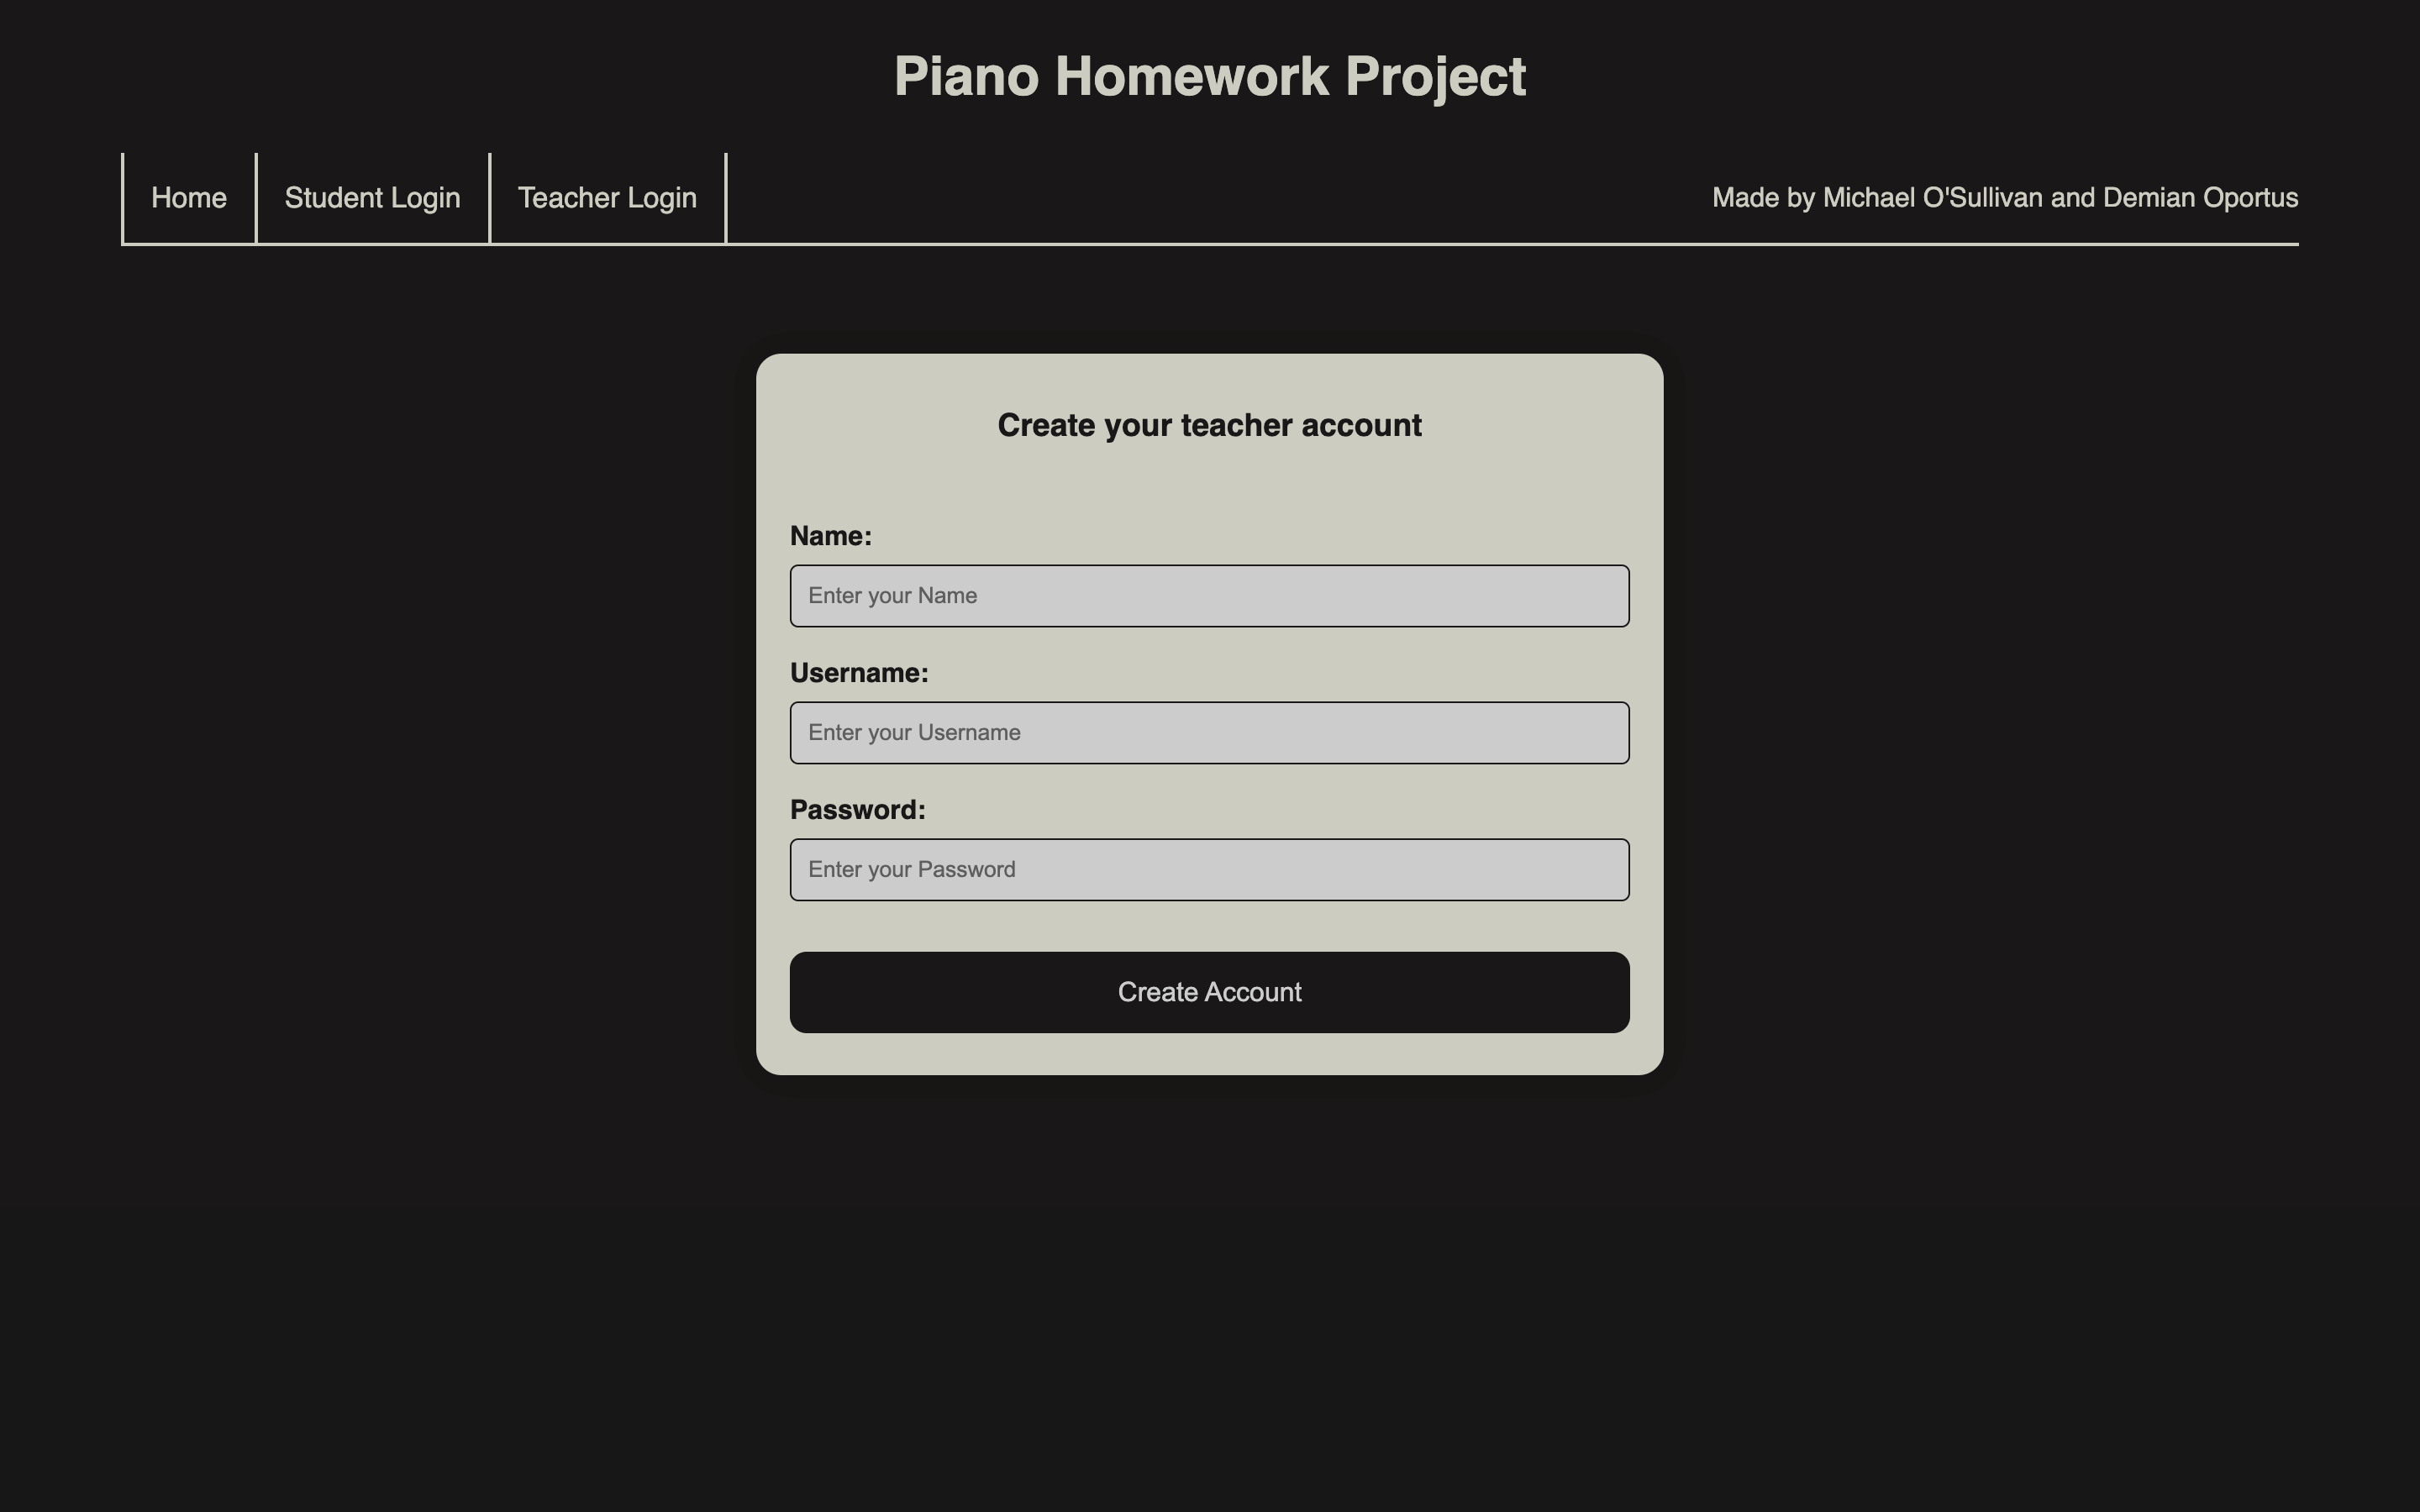 Piano Homework Project
Home
Student Login
Teacher Login
Made by Michael O'Sullivan and Demian Oportus
Create your teacher account
Name:
Enter your Name
Username:
Enter your Username
Password:
Enter your Password
Create Account